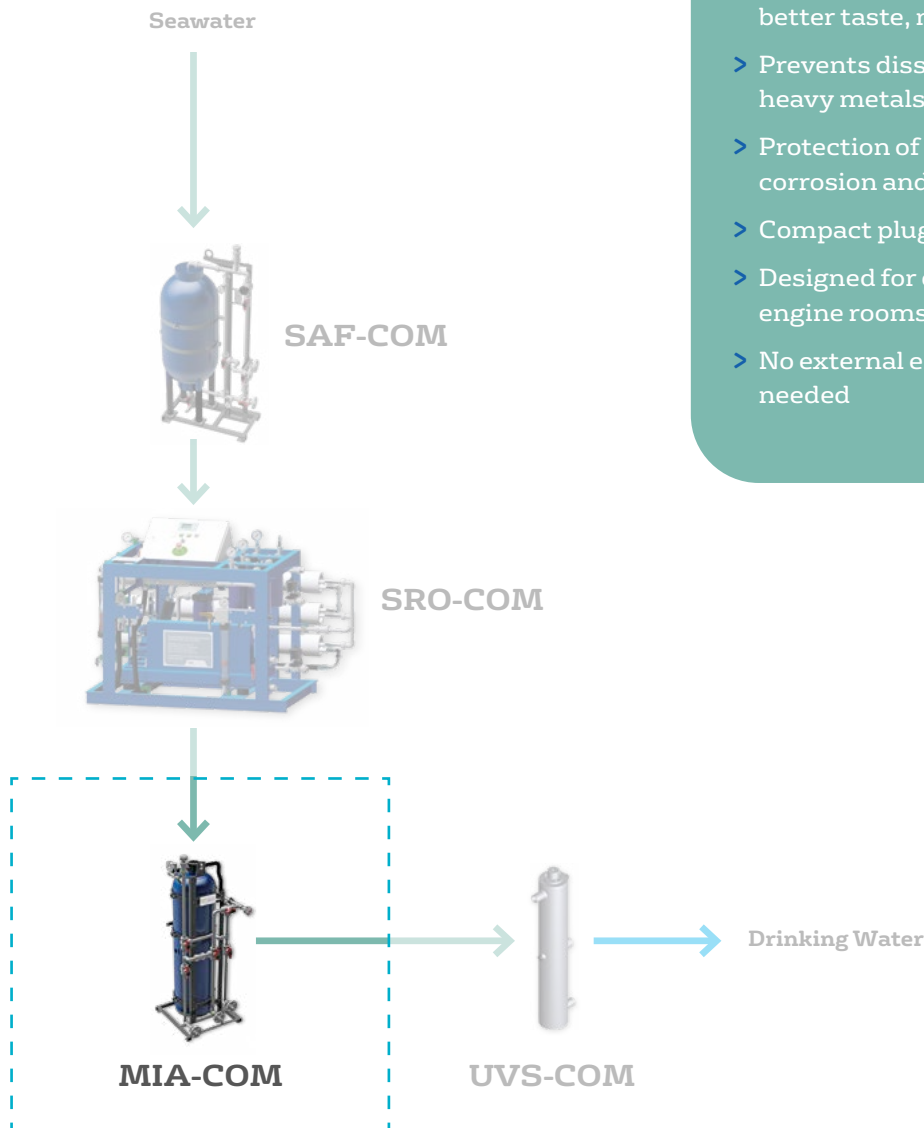 Seawater
better taste,
> Prevents
heavy metals
> Protection of
corrosion and
> Compact plug
> Designed for
engine rooms
> No external
needed
SAF-COM
SRO-COM
MIA-COM
UVS-COM
Drinking Water